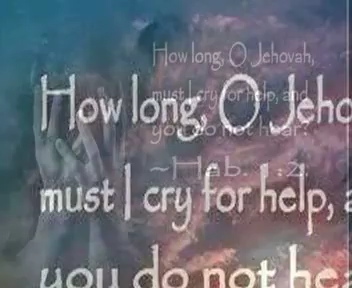 How long, O Jehovah,
must I cry for help, and
you do not hear?
~Hab. 1:2.
How long, O Jeho
must I cry for help, a
you do not hea